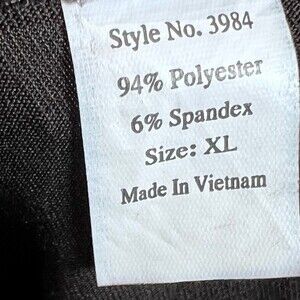 Style No. 3984
94% Polyester
6% Spandex
Size: XL
Made In Vietnam